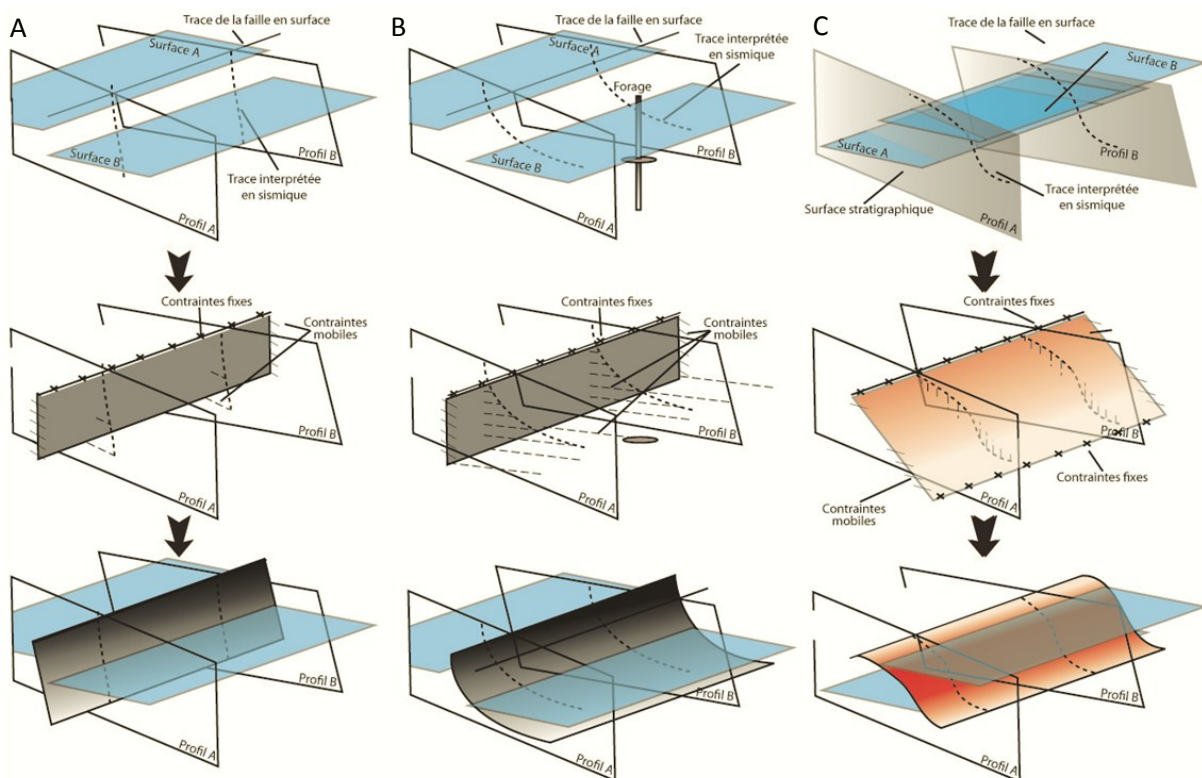 A
Trace de la faille en surface
Surface A
Surface B
Profil B
Trace interprétée
en sismique
Profil A
Contraintes fixes
Contraintes
mobiles
Profil B
Profil A
Profil B
Profil A
B
Trace de la faille en surface
Surface A
Trace interprétée
en sismique
Forage
Surface B
Profil B
Profil A
Contraintes fixes
Contraintes
mobiles
Profil B
Profil A
Profil B
Profil A
C
Trace de la faille en surface
Surface B
Surface A
Profil B
Trace interprétée
en sismique
Surface stratigraphique
Profil A
Contraintes fixes
Profil B
Contraintes fixes
Contraintes
mobiles
Profil A
Profil B
Profil A